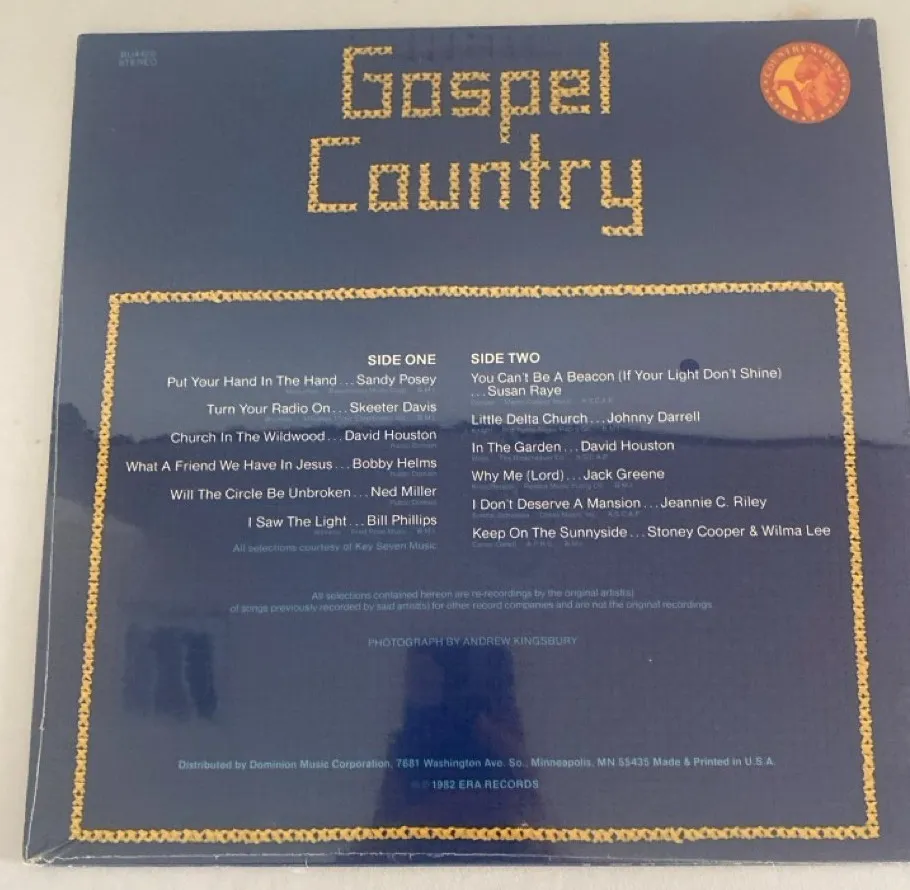 STEREO
Gospel
Country
COUNTRY
SIDE ONE
Put Your Hand In The Hand...Sandy Posey
Turn Your Radio On...Skeeter Davis
Church In The Wildwood...David Houston
What A Friend We Have In Jesus...Bobby Helms
Will The Circle Be Unbroken...Ned Miller
I Saw The Light...Bill Phillips
All selections courtesy of Key Seven Music
SIDE TWO
You Can't Be A Beacon (If Your Light Don't Shine)
...Susan Raye
Little Delta Church...Johnny Darrell
In The Garden...David Houston
Why Me (Lord)...Jack Greene
I Don't Deserve A Mansion...Jeannie C. Riley
Keep On The Sunnyside...Stoney Cooper & Wilma Lee
All selections contained hereon are re-recordings by the original artist(s)
of songs previously recorded by said artist(s) for other record companies and are not the original recordings.
PHOTOGRAPH BY ANDREW KINGSBURY
Distributed by Dominion Music Corporation, 7681 Washington Ave. So., Minneapolis, MN 55435 Made & Printed in U.S.A.
1982 ERA RECORDS